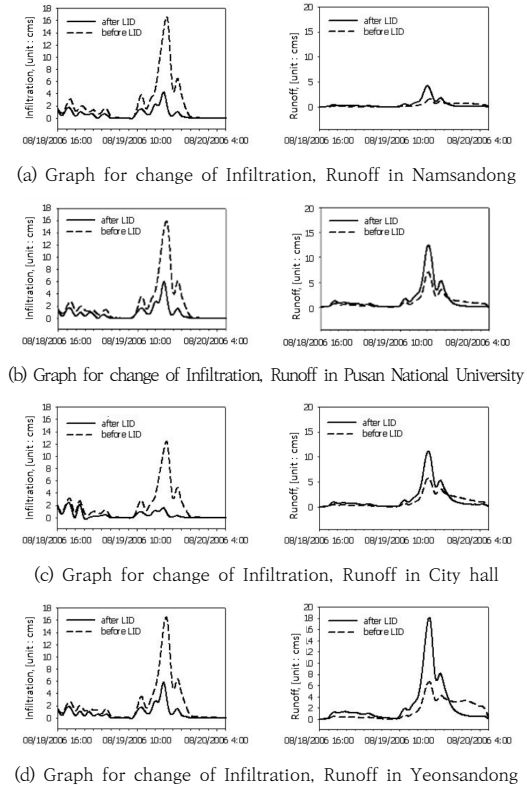 Infiltration, [unit : cms]
18
16
14
12
10
8
6
4
2
0
after LID
before LID
08/18/2006 16:00 08/19/2006 10:00 08/20/2006 4:00
Runoff, [unit : cms]
20
15
10
5
0
after LID
before LID
08/18/2006 16:00 08/19/2006 10:00 08/20/2006 4:00
(a) Graph for change of Infiltration, Runoff in Namsandong
Infiltration, [unit : cms]
18
16
14
12
10
8
6
4
2
0
after LID
before LID
08/18/2006 16:00 08/19/2006 10:00 08/20/2006 4:00
Runoff, [unit : cms]
20
15
10
5
0
after LID
before LID
08/18/2006 16:00 08/19/2006 10:00 08/20/2006 4:00
(b) Graph for change of Infiltration, Runoff in Pusan National University
Infiltration, [unit : cms]
18
16
14
12
10
8
6
4
2
0
after LID
before LID
08/18/2006 16:00 08/19/2006 10:00 08/20/2006 4:00
Runoff, [unit : cms]
20
15
10
5
0
after LID
before LID
08/18/2006 16:00 08/19/2006 10:00 08/20/2006 4:00
(c) Graph for change of Infiltration, Runoff in City hall
Infiltration, [unit : cms]
18
16
14
12
10
8
6
4
2
0
after LID
before LID
08/18/2006 16:00 08/19/2006 10:00 08/20/2006 4:00
Runoff, [unit : cms]
20
18
16
14
12
10
8
6
4
2
0
after LID
before LID
08/18/2006 16:00 08/19/2006 10:00 08/20/2006 4:00
(d) Graph for change of Infiltration, Runoff in Yeonsandong